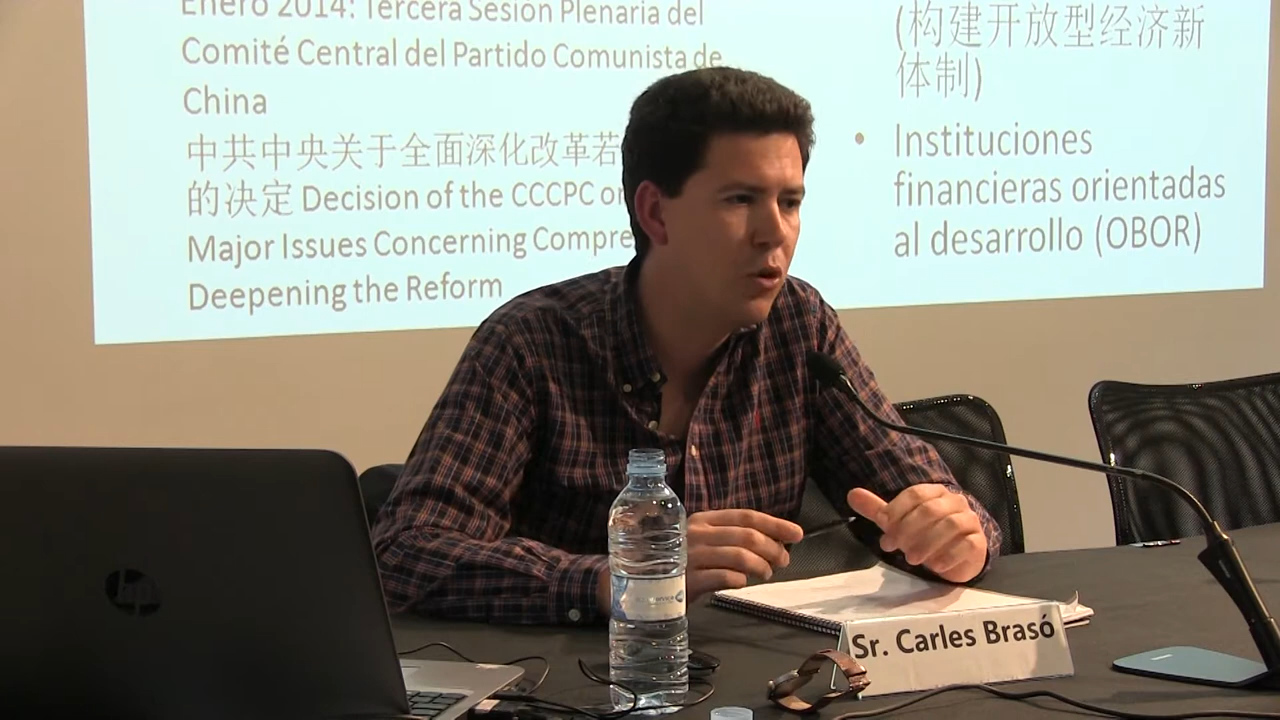 Enero 2014: Tercera Sesión Plenaria del
Comité Central del Partido Comunista de
China
中共中央关于全面深化改革若
的决定 Decision of the CCCPC on
Major Issues Concerning Compre
Deepening the Reform
(构建开放型经济新
体制)
• Instituciones
financieras orientadas
al desarrollo (OBOR)
Sr. Carles Brasó
hp